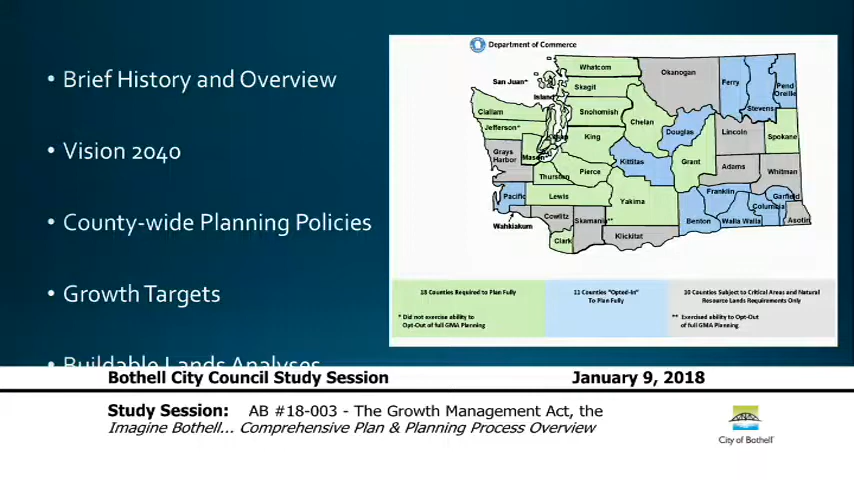 • Brief History and Overview
• Vision 2040
• County-wide Planning Policies
• Growth Targets
• Buildable Lands Analyses
Department of Commerce
Whatcom
Okanogan
San Juan*
Skagit
Ferry
Pend
Oreille
Island
Stevens
Clallam
Snohomish
Chelan
Jefferson*
Douglas
Lincoln
Spokane
King
Grays
Harbor
Mason
Kittitas
Grant
Adams
Whitman
Pierce
Thurston
Pacific
Lewis
Yakima
Franklin
Garfield
Columbia
Cowlitz
Skamania**
Benton
Walla Walla
Asotin
Wahkiakum
Clark
Klickitat
18 Counties Required to Plan Fully
* Did not exercise ability to
Opt-Out of full GMA Planning
11 Counties "Opted-In"
To Plan Fully
10 Counties Subject to Critical Areas and Natural
Resource Lands Requirements Only
** Exercised ability to Opt-Out
of full GMA Planning
Bothell City Council Study Session January 9, 2018
Study Session: AB #18-003 - The Growth Management Act, the
Imagine Bothell... Comprehensive Plan & Planning Process Overview
City of Bothell